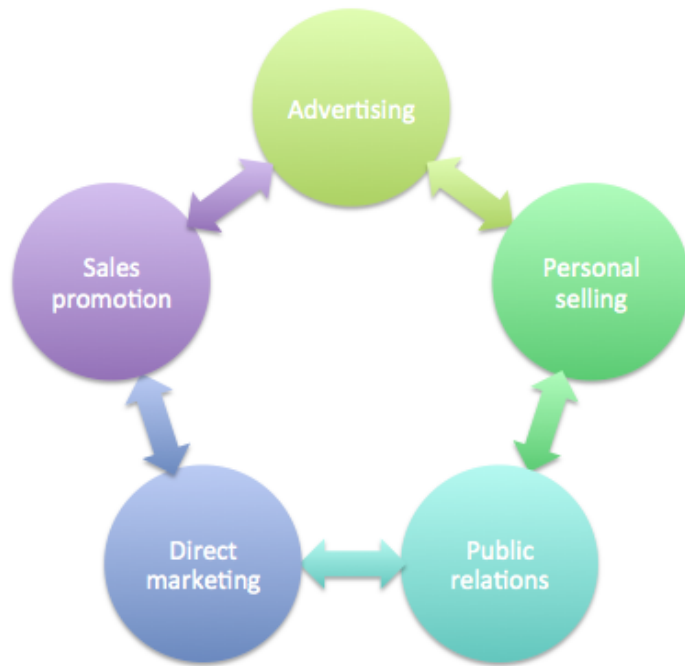 Advertising
Personal
selling
Public
relations
Direct
marketing
Sales
promotion